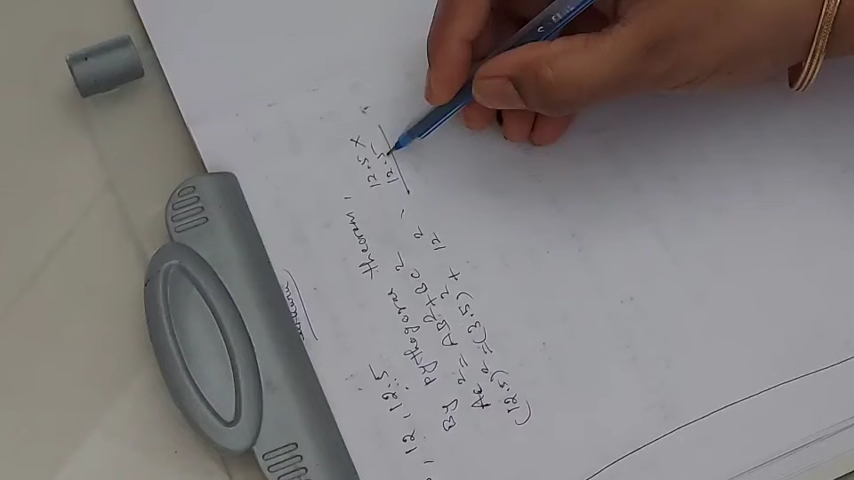 , 12, 12.5
By Pythagoras Theorem,
AC² = AB² + BC²
(12.5)² = (3.5)² + 12²
12.5 x
12.5